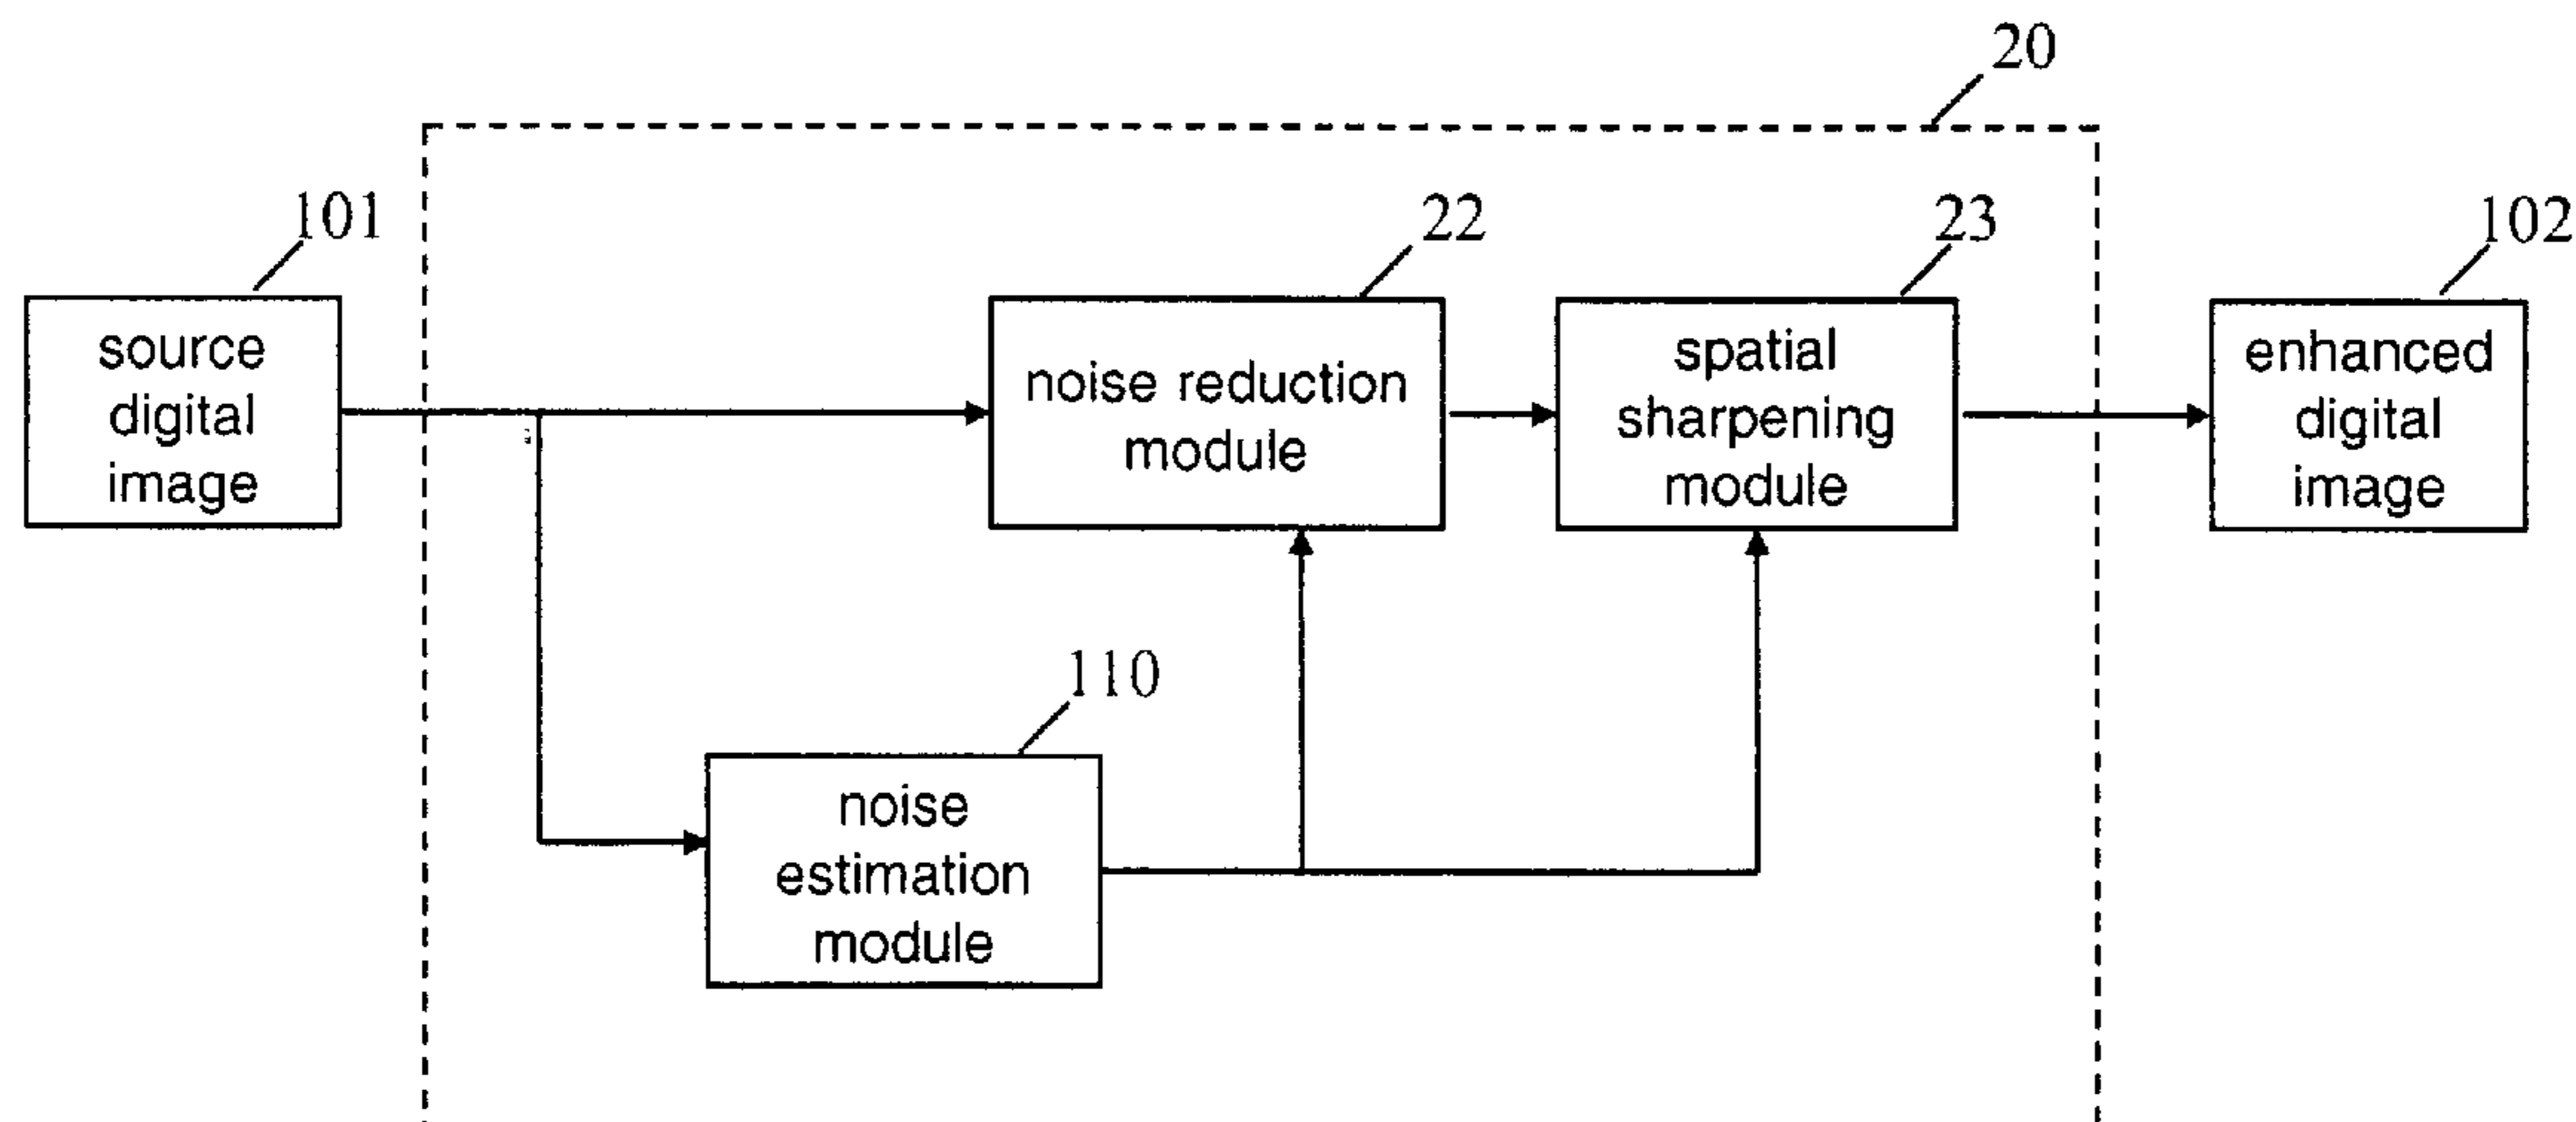 20
101
22
23
102
source
digital
image
noise reduction
module
spatial
sharpening
module
enhanced
digital
image
110
noise
estimation
module